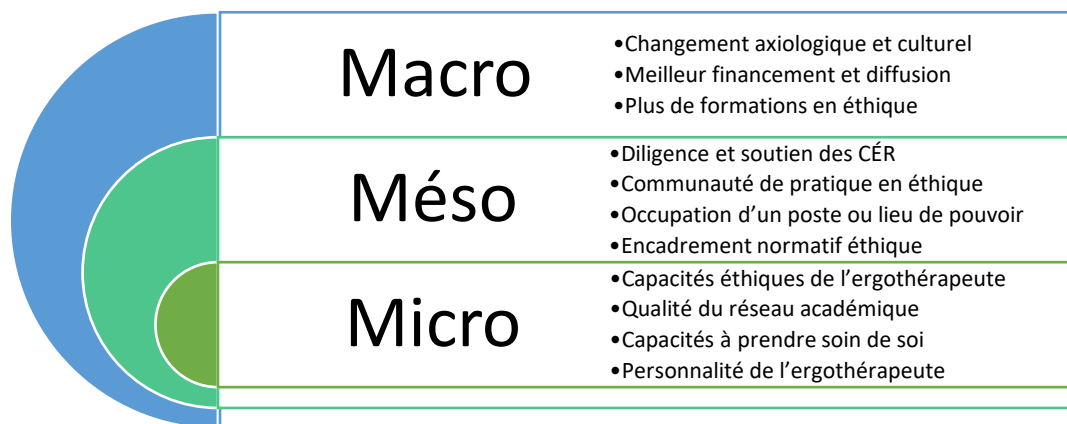 Macro
•Changement axiologique et culturel
•Meilleur financement et diffusion
•Plus de formations en éthique
Méso
•Diligence et soutien des CÉR
•Communauté de pratique en éthique
•Occupation d’un poste ou lieu de pouvoir
•Encadrement normatif éthique
Micro
•Capacités éthiques de l’ergothérapeute
•Qualité du réseau académique
•Capacités à prendre soin de soi
•Personnalité de l’ergothérapeute